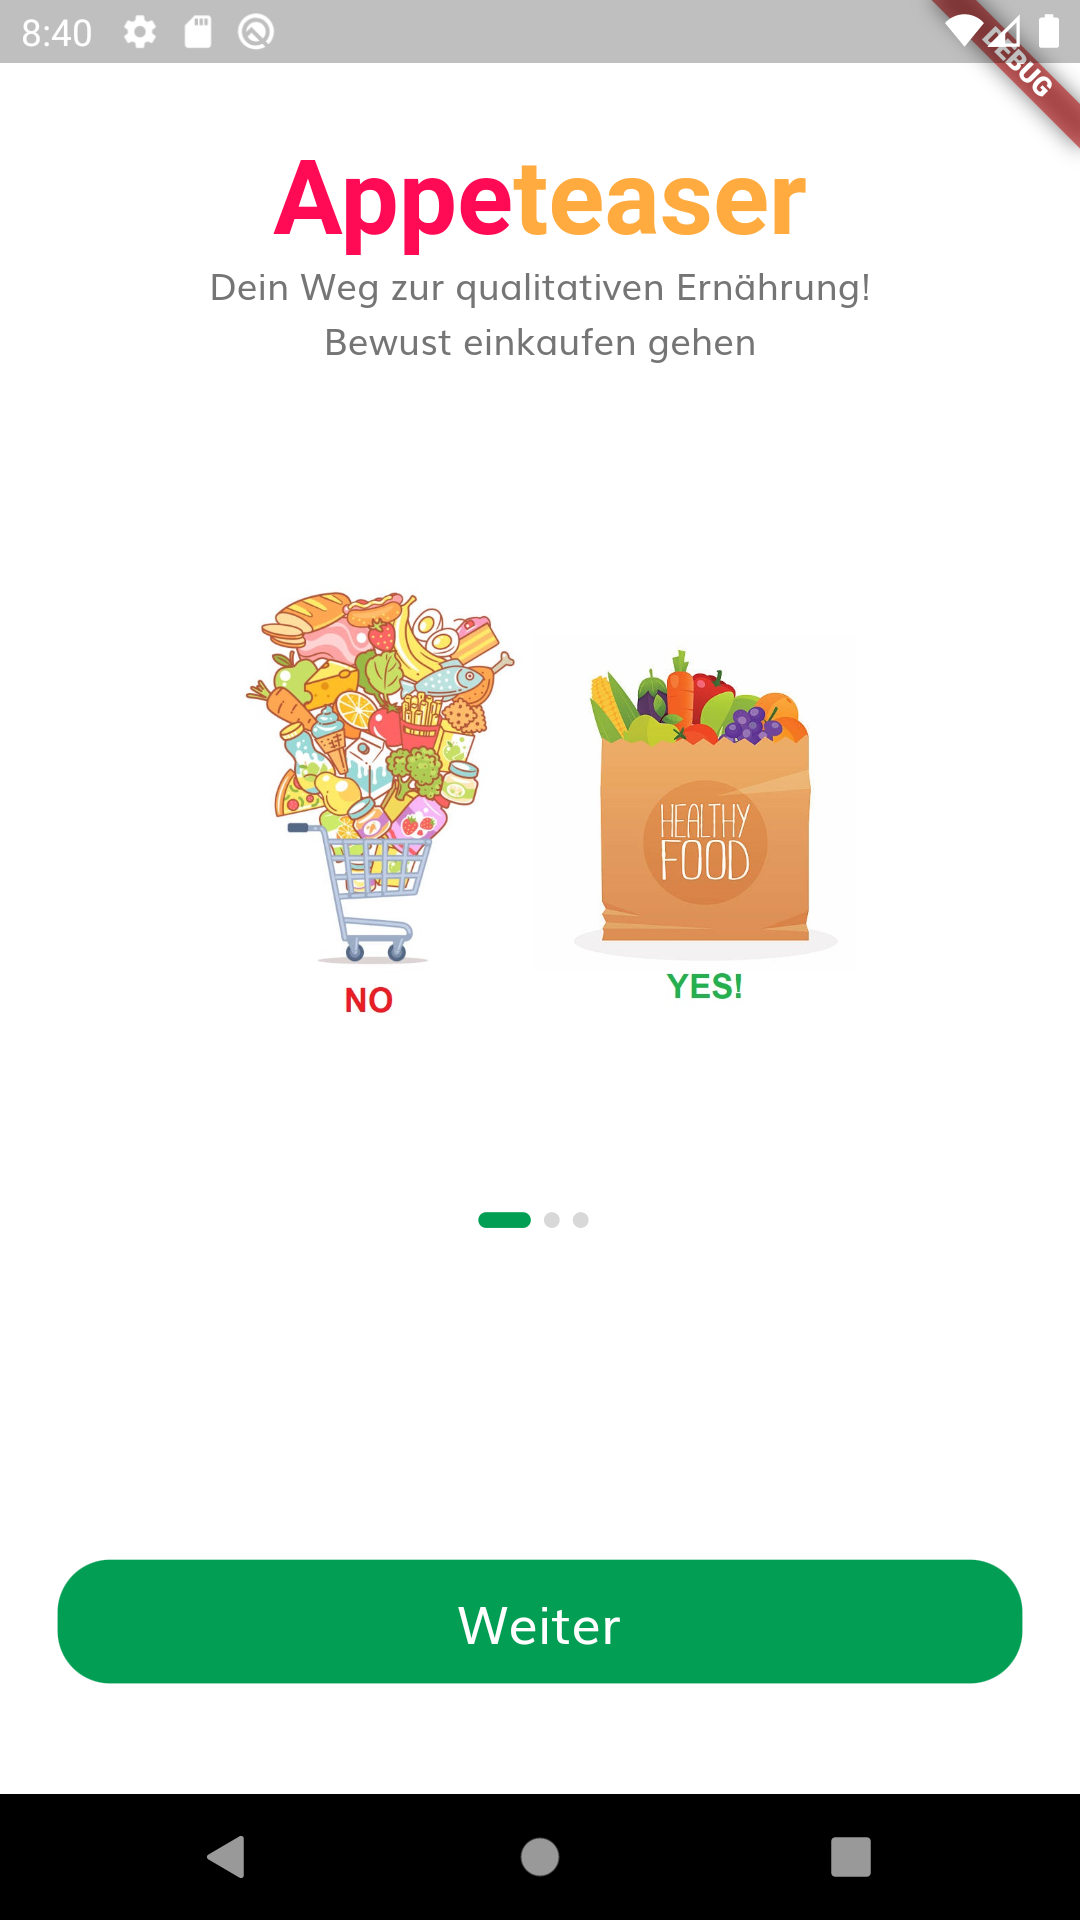 8:40
DEBUG
Appeteaser
Dein Weg zur qualitativen Ernährung!
Bewust einkaufen gehen
HEALTHY
FOOD
NO
YES!
Weiter